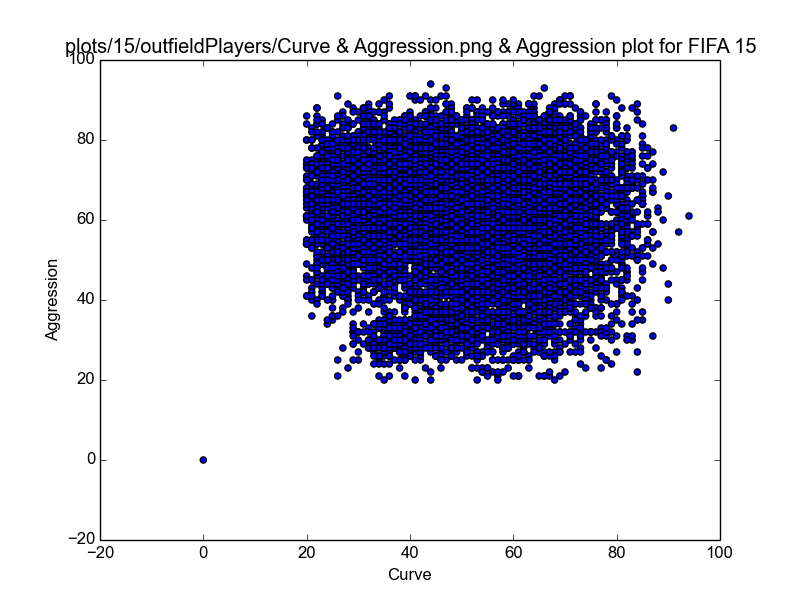 plots/15/outfieldPlayers/Curve & Aggression.png & Aggression plot for FIFA 15
100
80
60
40
20
0
−20
Aggression
−20 0 20 40 60 80 100
Curve